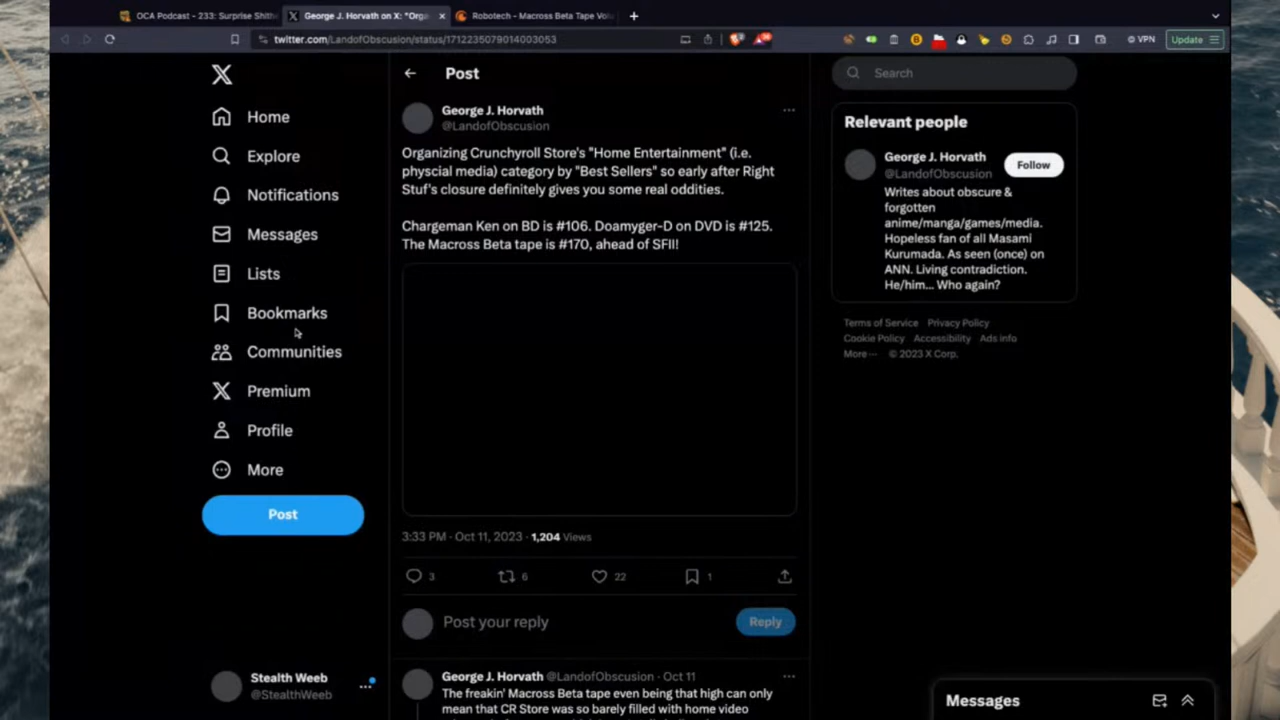 OCA Podcast - 233: Surprise Shith
George J. Horvath on X: "Orga
Robotech - Macross Beta Tape Volu
twitter.com/LandofObscusion/status/1712235079014003053
VPN
Update
Home
Explore
Notifications
Messages
Lists
Bookmarks
Communities
Premium
Profile
More
Post
Stealth Weeb
@StealthWeeb
Post
George J. Horvath
@LandofObscusion
Organizing Crunchyroll Store's "Home Entertainment" (i.e.
physcial media) category by "Best Sellers" so early after Right
Stuf's closure definitely gives you some real oddities.
Chargeman Ken on BD is #106. Doamyger-D on DVD is #125.
The Macross Beta tape is #170, ahead of SFII!
3:33 PM · Oct 11, 2023 · 1,204 Views
3
6
22
1
Post your reply
Reply
George J. Horvath @LandofObscusion · Oct 11
The freakin' Macross Beta tape even being that high can only
mean that CR Store was so barely filled with home video
Search
Relevant people
George J. Horvath
@LandofObscusion
Follow
Writes about obscure &
forgotten
anime/manga/games/media.
Hopeless fan of all Masami
Kurumada. As seen (once) on
ANN. Living contradiction.
He/him... Who again?
Terms of Service Privacy Policy
Cookie Policy Accessibility Ads info
More ··· © 2023 X Corp.
Messages